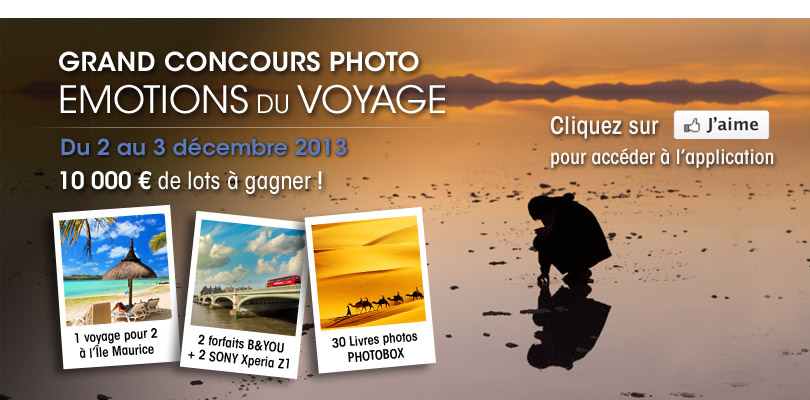 GRAND CONCOURS PHOTO
EMOTIONS DU VOYAGE
Du 2 au 3 décembre 2013
10 000 € de lots à gagner !
Cliquez sur J'aime
pour accéder à l'application
1 voyage pour 2
à l'Île Maurice
2 forfaits B&YOU
+ 2 SONY Xperia Z1
30 Livres photos
PHOTOBOX